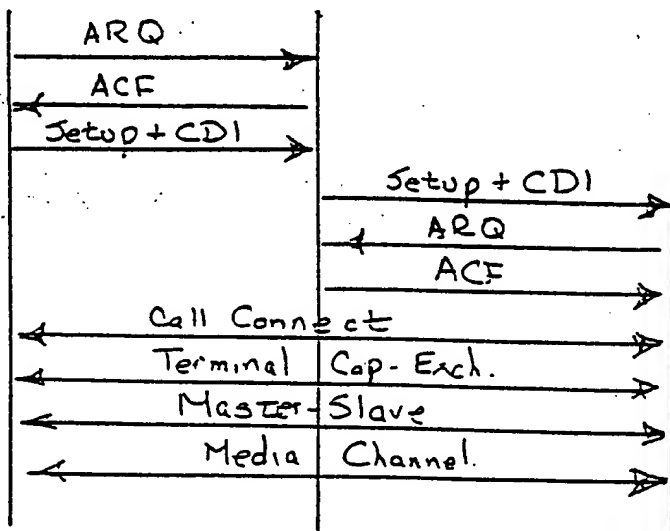 ARQ
ACF
Setup + CDI
Setup + CDI
ARQ
ACF
Call Connect
Terminal Cap-Exch.
Master-Slave
Media Channel.